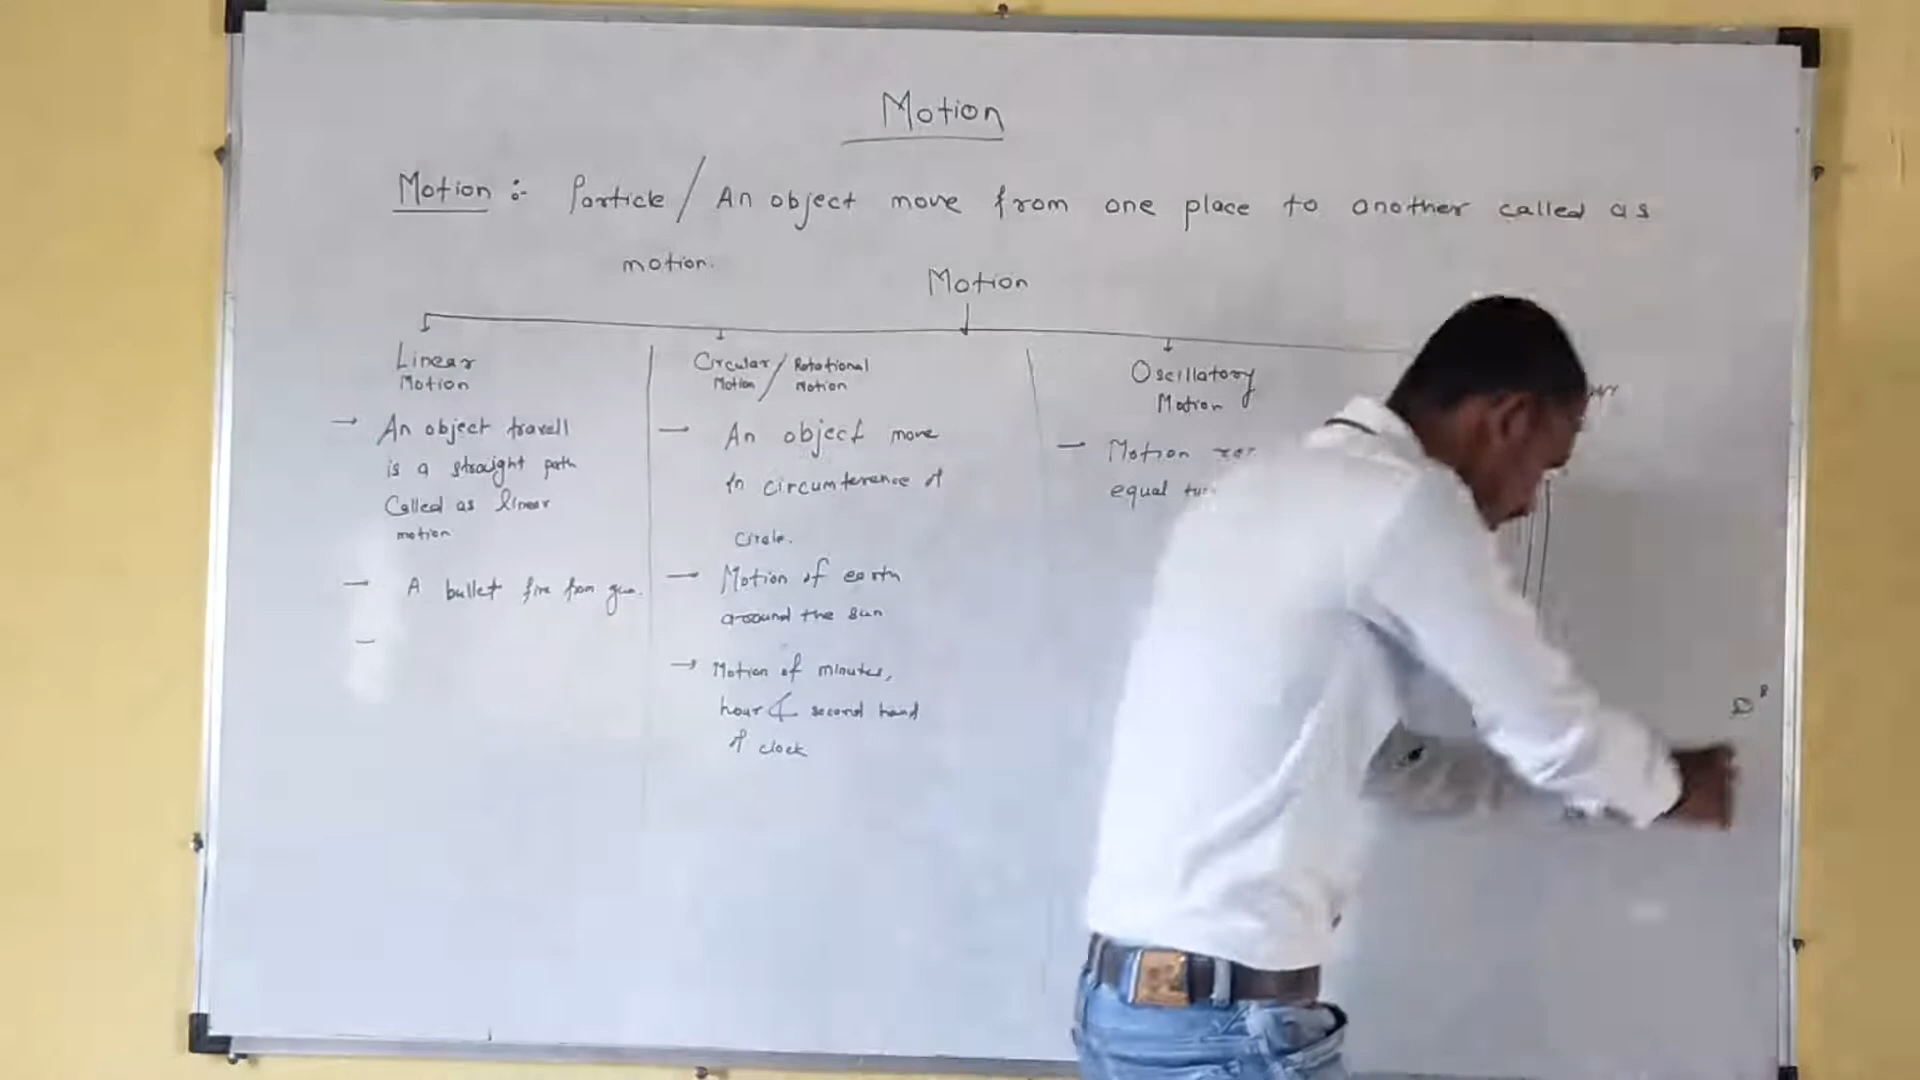 Motion
Motion :- Particle / An object move from one place to another called as
motion.
Motion
Linear
Motion
→ An object travell
is a straight path
Called as linear
motion
→ A bullet fire from gun.
Circular / Rotational
Motion / Motion
→ An object move
in circumference of
Circle.
→ Motion of earth
around the sun
→ Motion of minutes,
hour & second hand
of clock
Oscillatory
Motion
→ Motion
equal